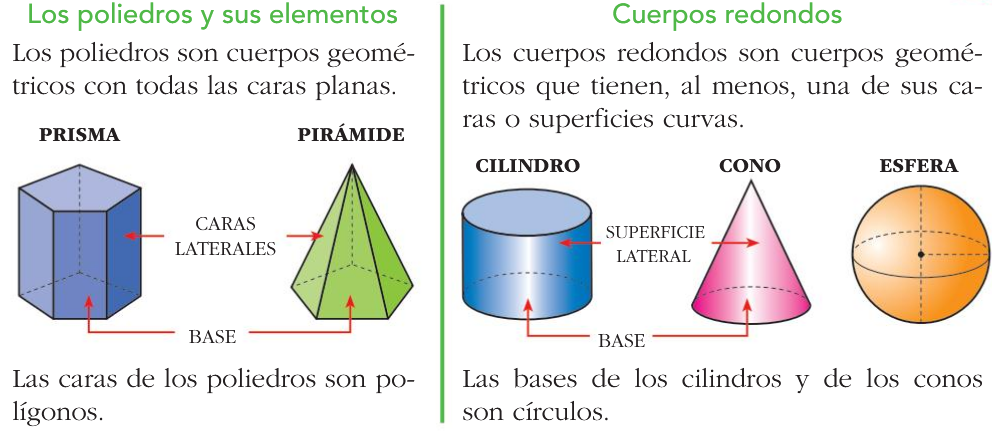 Los poliedros y sus elementos
Los poliedros son cuerpos geomé-
tricos con todas las caras planas.
PRISMA
PIRÁMIDE
CARAS
LATERALES
BASE
Las caras de los poliedros son po-
lígonos.
Cuerpos redondos
Los cuerpos redondos son cuerpos geomé-
tricos que tienen, al menos, una de sus ca-
ras o superficies curvas.
CILINDRO
CONO
ESFERA
SUPERFICIE
LATERAL
BASE
Las bases de los cilindros y de los conos
son círculos.